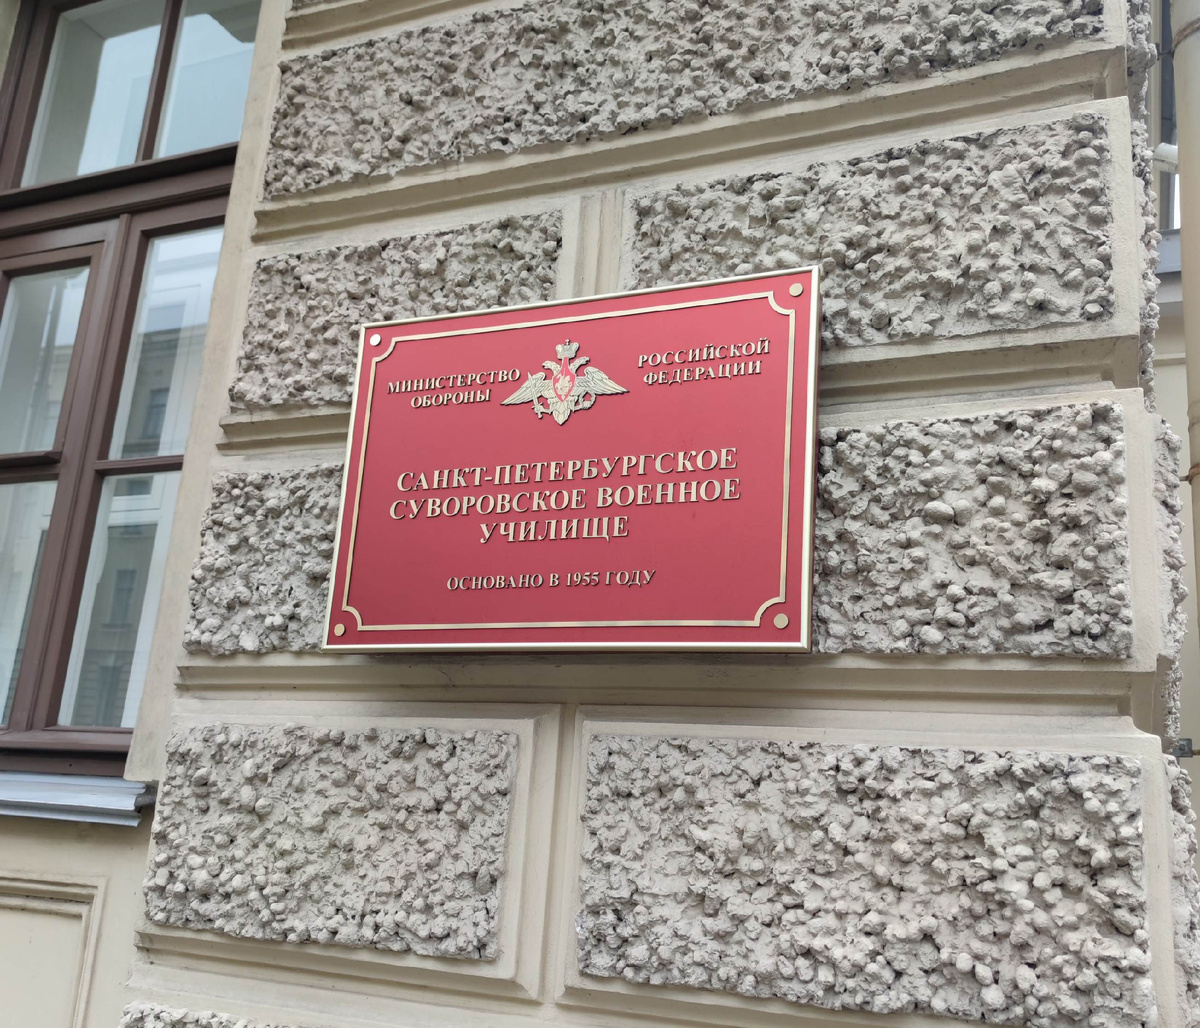 МИНИСТЕРСТВО
ОБОРОНЫ
РОССИЙСКОЙ
ФЕДЕРАЦИИ
САНКТ-ПЕТЕРБУРГСКОЕ
СУВОРОВСКОЕ ВОЕННОЕ
УЧИЛИЩЕ
ОСНОВАНО В 1955 ГОДУ